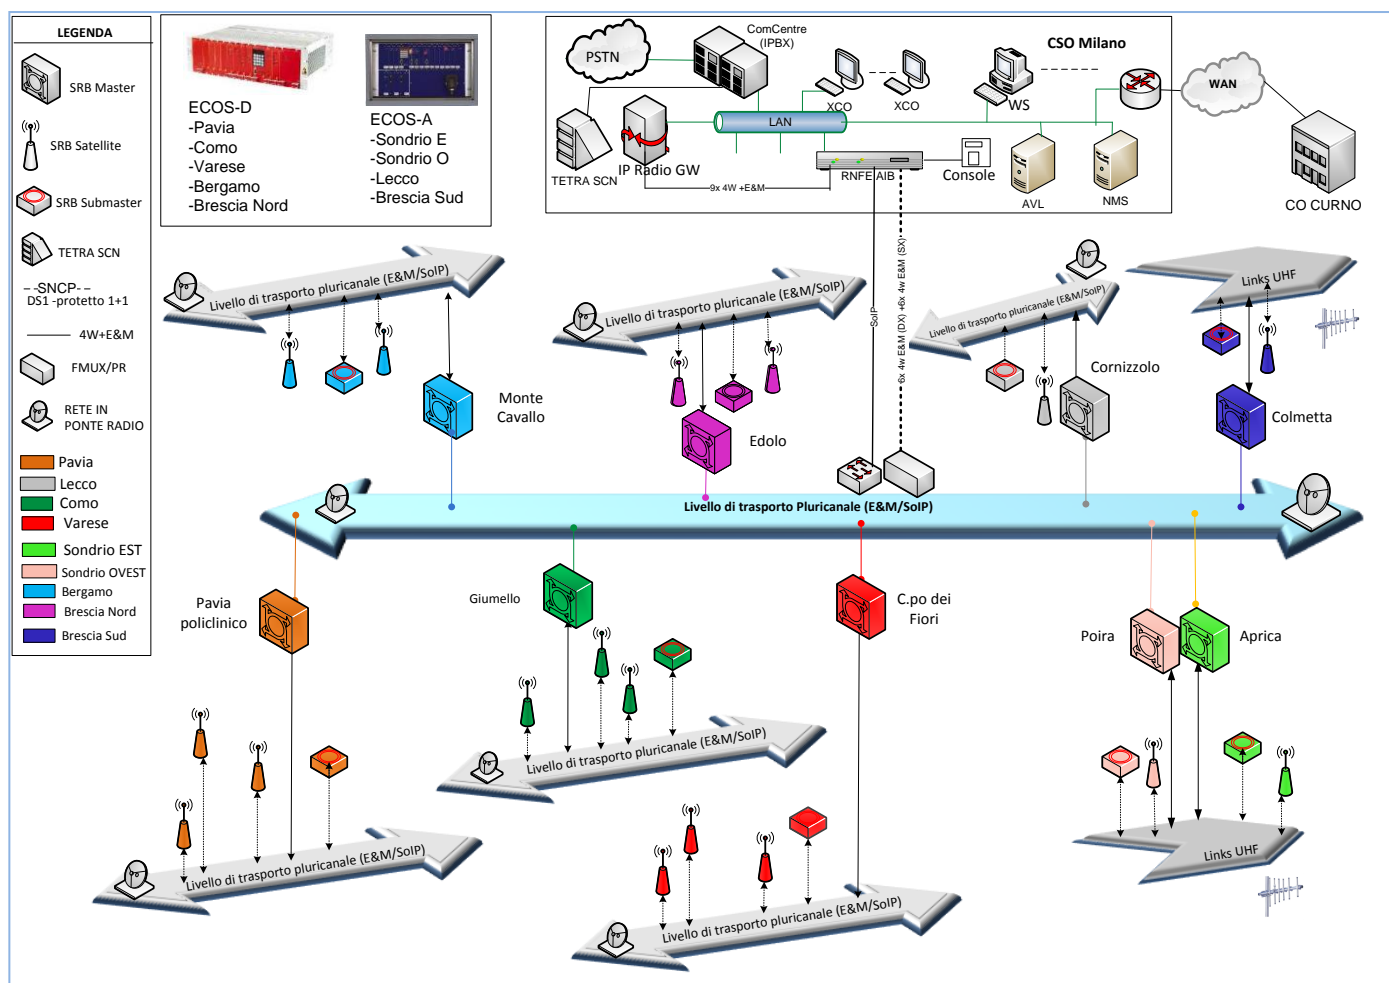 LEGENDA
SRB Master
SRB Satellite
SRB Submaster
TETRA SCN
--SNCP--
DS1 -protetto 1+1
4W+E&M
FMUX/PR
RETE IN
PONTE RADIO
Pavia
Lecco
Como
Varese
Sondrio EST
Sondrio OVEST
Bergamo
Brescia Nord
Brescia Sud
ECOS-D
-Pavia
-Como
-Varese
-Bergamo
-Brescia Nord
ECOS-A
-Sondrio E
-Sondrio O
-Lecco
-Brescia Sud
PSTN
ComCentre
(IPBX)
XCO
XCO
WS
CSO Milano
WAN
LAN
TETRA SCN
IP Radio GW
9x 4W +E&M
RNFE AIB
Console
AVL
NMS
CO CURNO
SoIP
6x 4w E&M (DX) +6x 4w E&M (SX)
Livello di trasporto pluricanale (E&M/SoIP)
Livello di trasporto pluricanale (E&M/SoIP)
Livello di trasporto pluricanale (E&M/SoIP)
Links UHF
Monte
Cavallo
Edolo
Cornizzolo
Colmetta
Livello di trasporto Pluricanale (E&M/SoIP)
Pavia
policlinico
Giumello
C.po dei
Fiori
Poira
Aprica
Livello di trasporto pluricanale (E&M/SoIP)
Livello di trasporto pluricanale (E&M/SoIP)
Livello di trasporto pluricanale (E&M/SoIP)
Links UHF